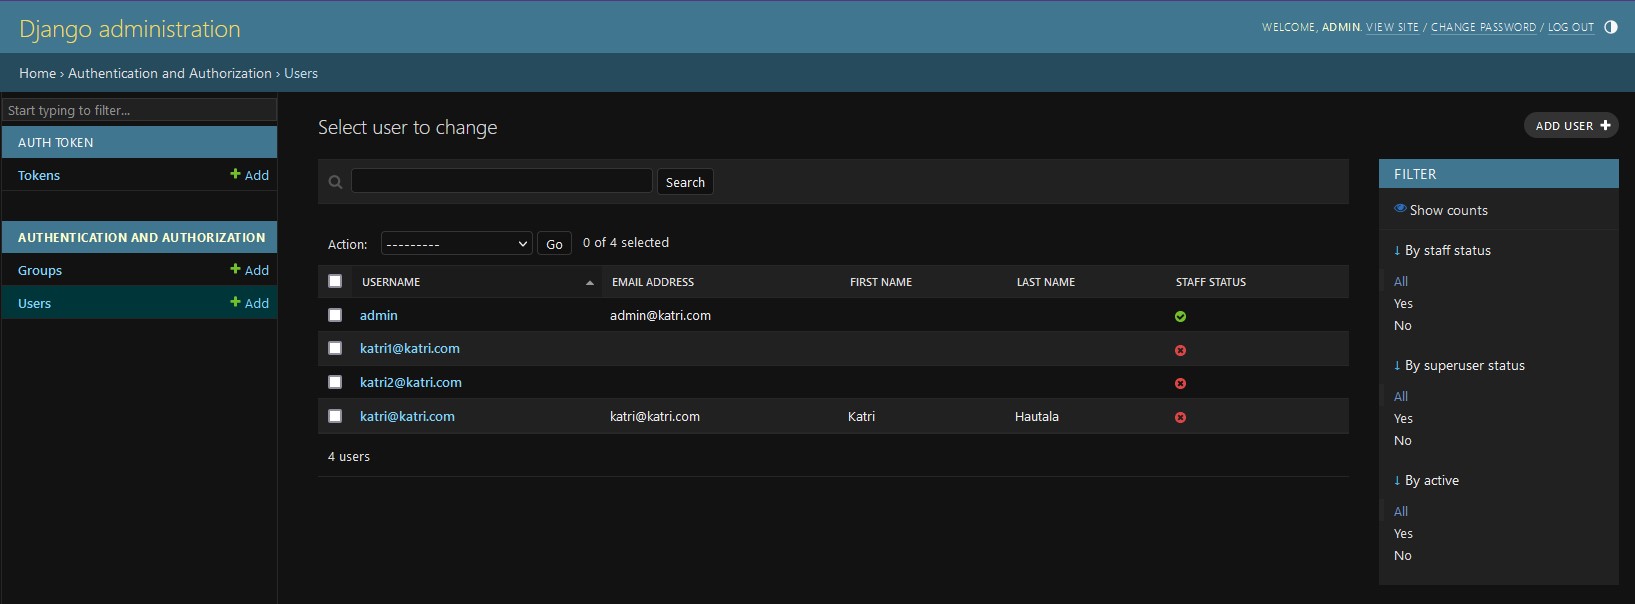 Django administration
WELCOME, ADMIN. VIEW SITE / CHANGE PASSWORD / LOG OUT
Home › Authentication and Authorization › Users
Start typing to filter...
AUTH TOKEN
Tokens + Add
AUTHENTICATION AND AUTHORIZATION
Groups + Add
Users + Add
Select user to change
ADD USER +
Search
Action: --------- Go 0 of 4 selected
USERNAME EMAIL ADDRESS FIRST NAME LAST NAME STAFF STATUS
admin admin@katri.com
katri1@katri.com
katri2@katri.com
katri@katri.com katri@katri.com Katri Hautala
4 users
FILTER
Show counts
↓ By staff status
All
Yes
No
↓ By superuser status
All
Yes
No
↓ By active
All
Yes
No